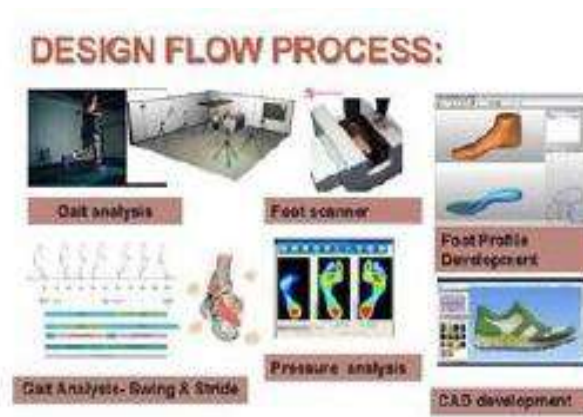 DESIGN FLOW PROCESS:
Gait analysis
Foot scanner
Foot Profile
Development
Gait Analysis- Swing & Stride
Pressure analysis
CAD development